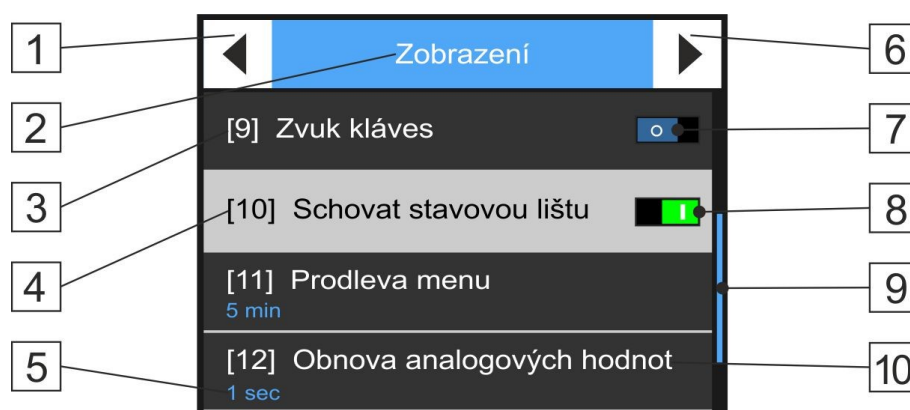 1
Zobrazení
6
2
[9] Zvuk kláves
7
3
[10] Schovat stavovou lištu
8
4
[11] Prodleva menu
5 min
9
5
[12] Obnova analogových hodnot
1 sec
10